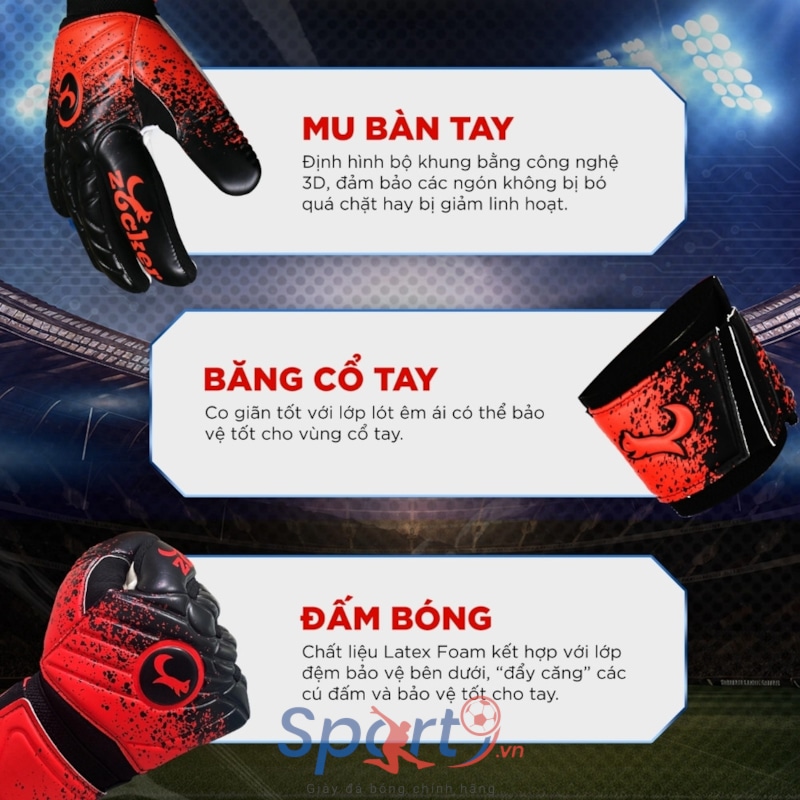 zocker
MU BÀN TAY
Định hình bộ khung bằng công nghệ
3D, đảm bảo các ngón không bị bó
quá chặt hay bị giảm linh hoạt.
BĂNG CỔ TAY
Co giãn tốt với lớp lót êm ái có thể bảo
vệ tốt cho vùng cổ tay.
ĐẤM BÓNG
Chất liệu Latex Foam kết hợp với lớp
đệm bảo vệ bên dưới, “đẩy căng” các
cú đấm và bảo vệ tốt cho tay.
Sport9.vn
Giày đá bóng chính hãng